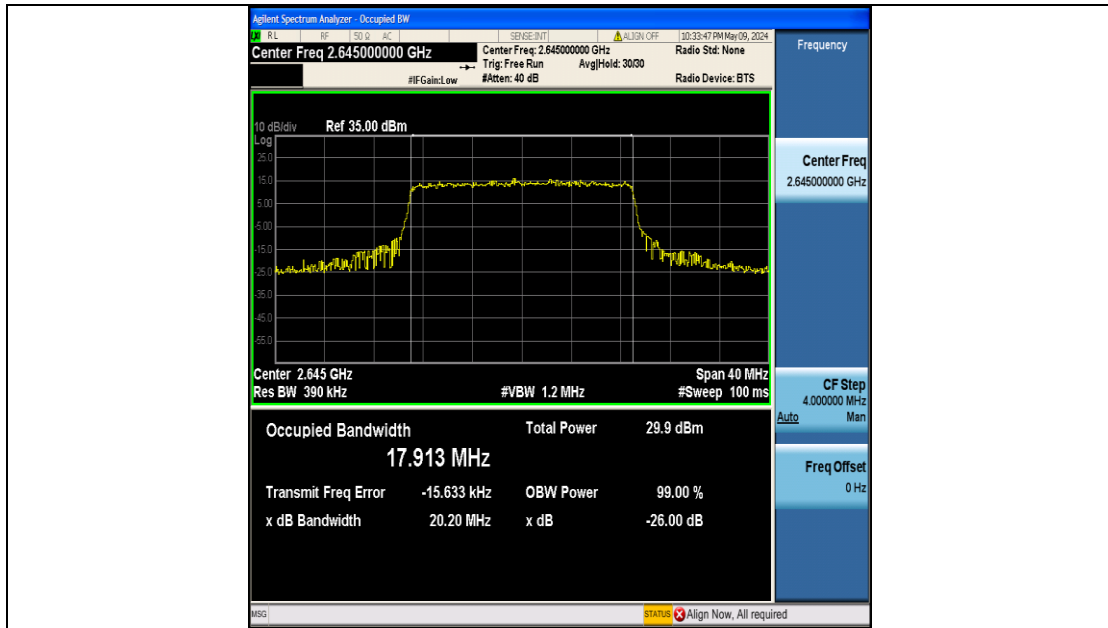 Agilent Spectrum Analyzer - Occupied BW
RL RF 50 Ω AC SENSE:INT ALIGN OFF 10:33:47 PM May 09, 2024
Center Freq 2.645000000 GHz
Center Freq: 2.645000000 GHz Radio Std: None
Trig: Free Run Avg|Hold: 30/30
#IFGain:Low #Atten: 40 dB Radio Device: BTS
10 dB/div Ref 35.00 dBm
Log
25.0
15.0
5.00
-5.00
-15.0
-25.0
-35.0
-45.0
-55.0
Center 2.645 GHz Span 40 MHz
Res BW 390 kHz #VBW 1.2 MHz #Sweep 100 ms
Occupied Bandwidth Total Power 29.9 dBm
17.913 MHz
Transmit Freq Error -15.633 kHz OBW Power 99.00 %
x dB Bandwidth 20.20 MHz x dB -26.00 dB
Frequency
Center Freq
2.645000000 GHz
CF Step
4.000000 MHz
Auto Man
Freq Offset
0 Hz
MSG STATUS Align Now, All required